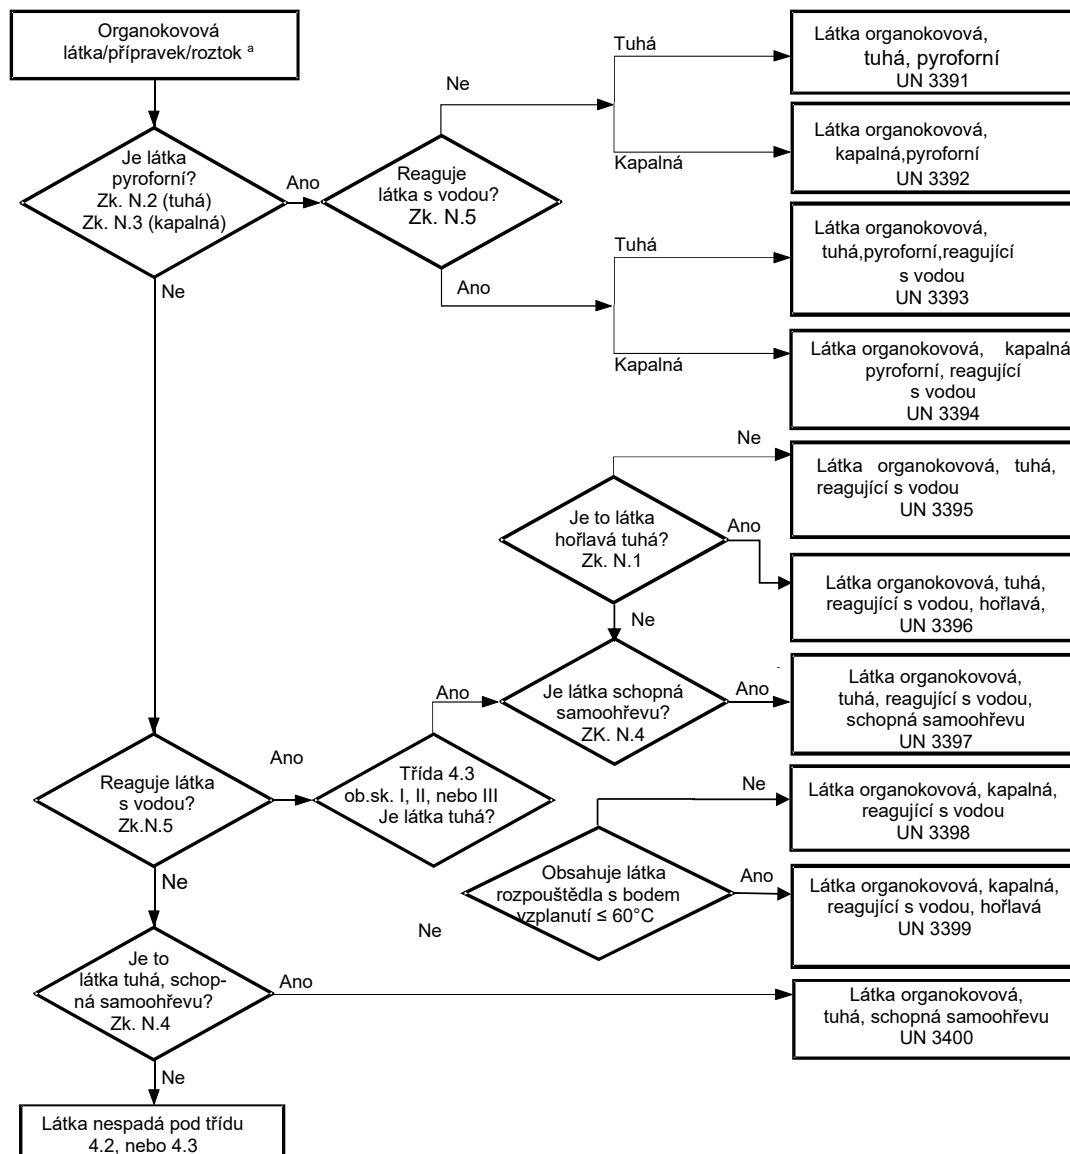 Organokovová
látka/přípravek/roztok ᵃ
Je látka
pyroforní?
Zk. N.2 (tuhá)
Zk. N.3 (kapalná)
Ano
Ne
Reaguje
látka s vodou?
Zk. N.5
Ne
Ano
Tuhá
Kapalná
Tuhá
Kapalná
Látka organokovová,
tuhá, pyroforní
UN 3391
Látka organokovová,
kapalná,pyroforní
UN 3392
Látka organokovová,
tuhá,pyroforní,reagující
s vodou
UN 3393
Látka organokovová, kapalná
pyroforní, reagující
s vodou
UN 3394
Ne
Látka organokovová, tuhá,
reagující s vodou
UN 3395
Je to látka
hořlavá tuhá?
Zk. N.1
Ano
Ne
Látka organokovová, tuhá,
reagující s vodou, hořlavá,
UN 3396
Ano
Je látka schopná
samoohřevu?
ZK. N.4
Ano
Látka organokovová,
tuhá, reagující s vodou,
schopná samoohřevu
UN 3397
Reaguje látka
s vodou?
Zk.N.5
Ano
Ne
Třída 4.3
ob.sk. I, II, nebo III
Je látka tuhá?
Ne
Ne
Látka organokovová, kapalná,
reagující s vodou
UN 3398
Obsahuje látka
rozpouštědla s bodem
vzplanutí ≤ 60°C
Ano
Látka organokovová, kapalná,
reagující s vodou, hořlavá
UN 3399
Je to
látka tuhá, schop-
ná samoohřevu?
Zk. N.4
Ano
Ne
Látka organokovová,
tuhá, schopná samoohřevu
UN 3400
Látka nespadá pod třídu
4.2, nebo 4.3